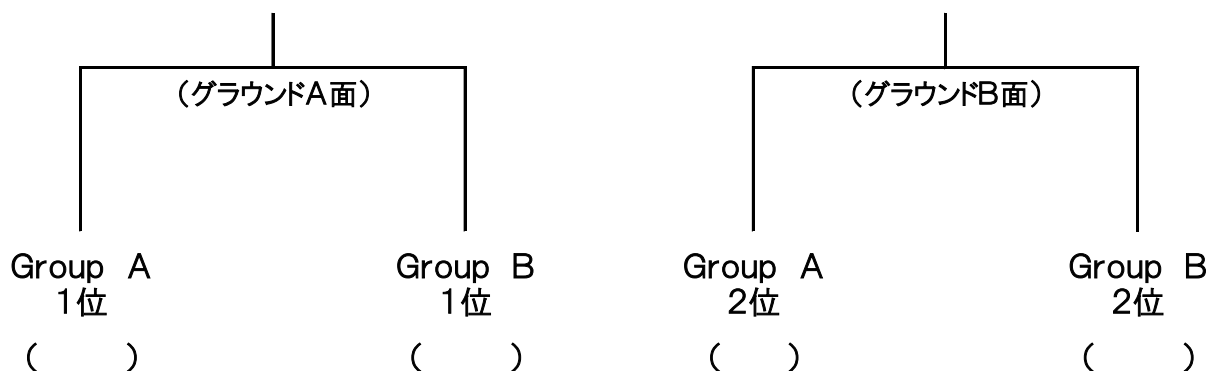 （グラウンドA面）
（グラウンドB面）
Group　A
1位
（　　　）
Group　B
1位
（　　　）
Group　A
2位
（　　　）
Group　B
2位
（　　　）